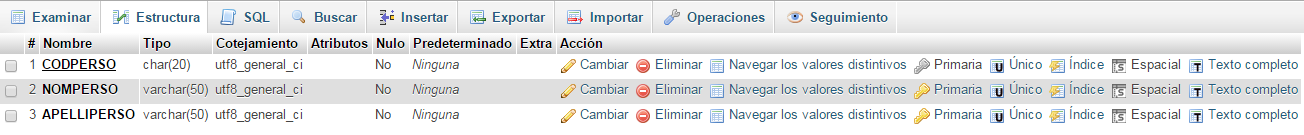 Examinar Estructura SQL Buscar Insertar Exportar Importar Operaciones Seguimiento
# Nombre Tipo Cotejamiento Atributos Nulo Predeterminado Extra Acción
1 CODPERSO char(20) utf8_general_ci No Ninguna Cambiar Eliminar Navegar los valores distintivos Primaria Único Índice Espacial Texto completo
2 NOMPERSO varchar(50) utf8_general_ci No Ninguna Cambiar Eliminar Navegar los valores distintivos Primaria Único Índice Espacial Texto completo
3 APELLIPERSO varchar(50) utf8_general_ci No Ninguna Cambiar Eliminar Navegar los valores distintivos Primaria Único Índice Espacial Texto completo